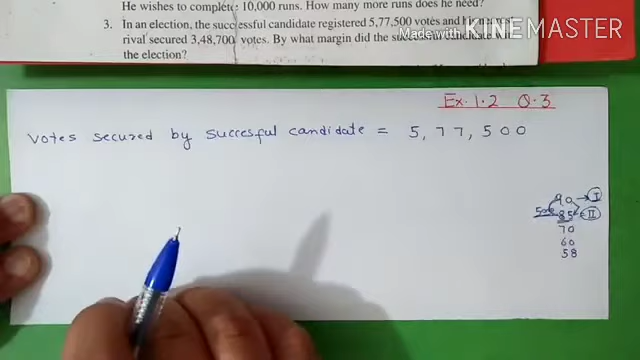 He wishes to complete 10,000 runs. How many more runs does he need?
Made with KINEMASTER
3. In an election, the successful candidate registered 5,77,500 votes and his
rival secured 3,48,700 votes. By what margin did the successful candidate
the election?
Ex. 1.2 Q.3
Votes secured by Succesful candidate = 5,77,500
90 → I
85 II
70
60
58